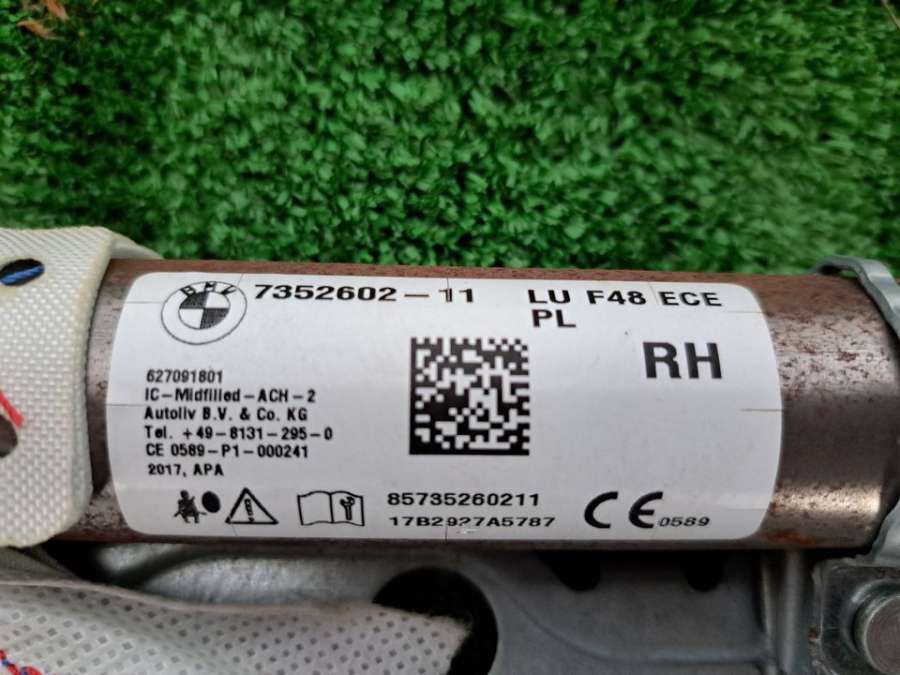 BMW 7352602-11 LU F48 ECE
PL
RH
627091801
IC-Midfilled-ACH-2
Autoliv B.V. & Co. KG
Tel. +49-8131-295-0
CE 0589-P1-000241
2017, APA
85735260211
17B2927A5787
CE 0589